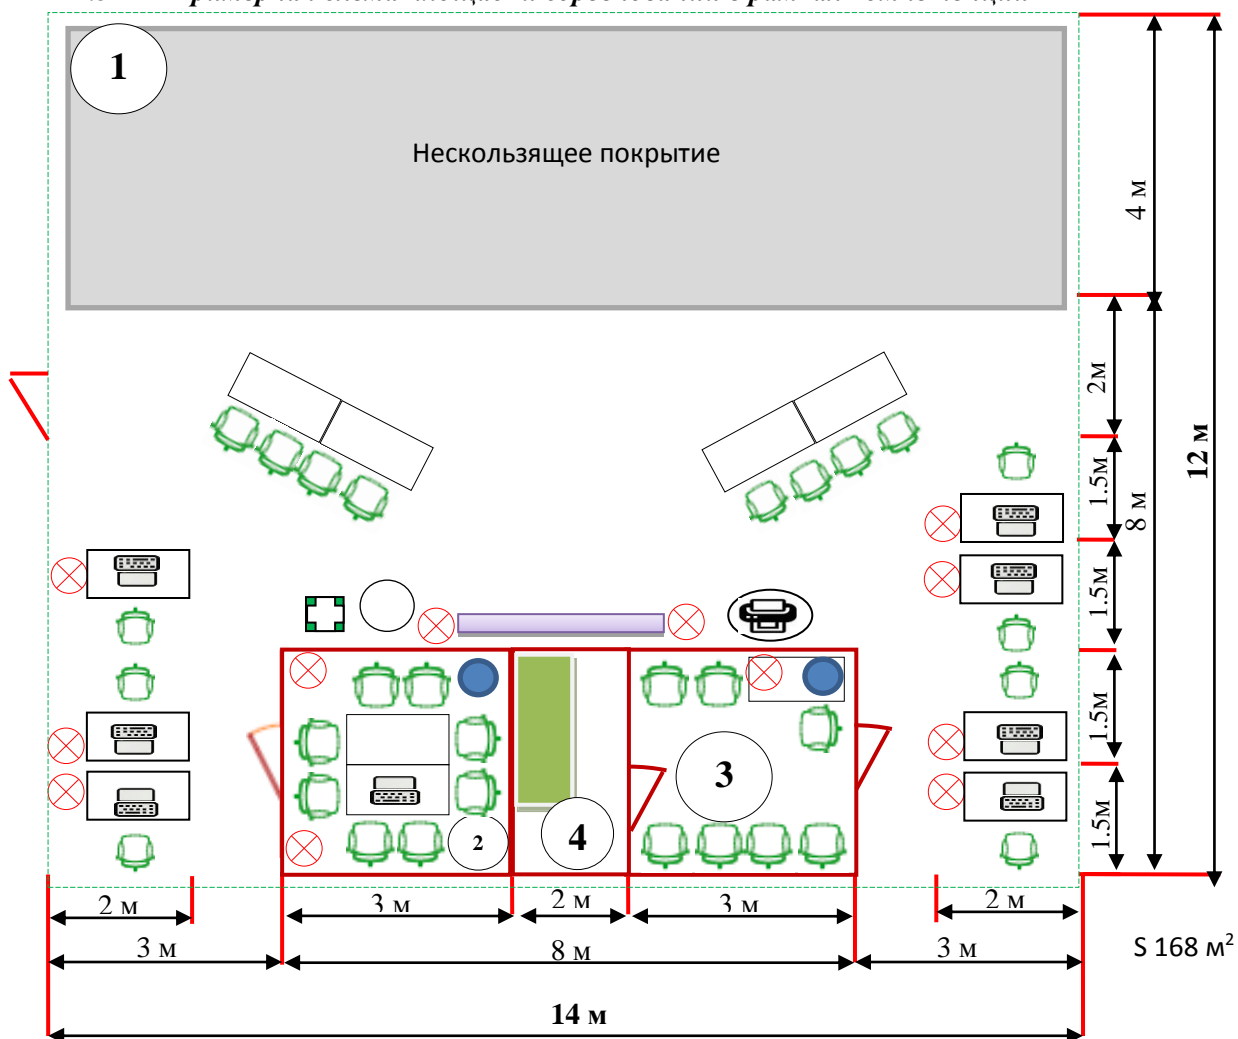 1
Нескользящее покрытие
4 м
2м
12 м
1.5м
8 м
1.5м
1.5м
3
2
4
1.5м
2 м
3 м
2 м
3 м
2 м
3 м
8 м
3 м
S 168 м²
14 м